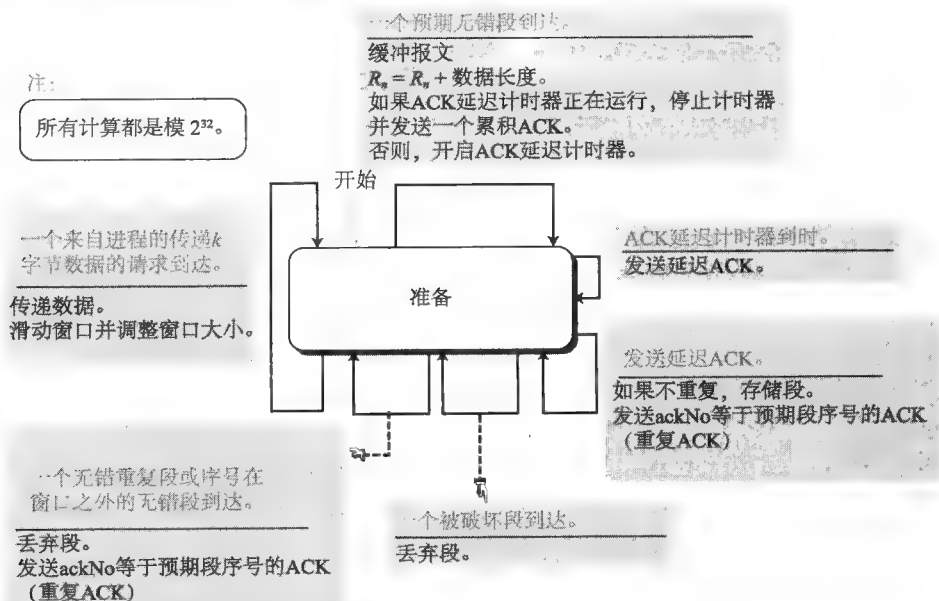 一个预期无错段到达。
缓冲报文
Rn = Rn + 数据长度。
如果ACK延迟计时器正在运行，停止计时器
并发送一个累积ACK。
否则，开启ACK延迟计时器。
注：
所有计算都是模 2³²。
开始
一个来自进程的传递k
字节数据的请求到达。
传递数据。
滑动窗口并调整窗口大小。
准备
ACK延迟计时器到时。
发送延迟ACK。
发送延迟ACK。
如果不重复，存储段。
发送ackNo等于预期段序号的ACK
（重复ACK）
一个无错重复段或序号在
窗口之外的无错段到达。
丢弃段。
发送ackNo等于预期段序号的ACK
（重复ACK）
一个被破坏段到达。
丢弃段。